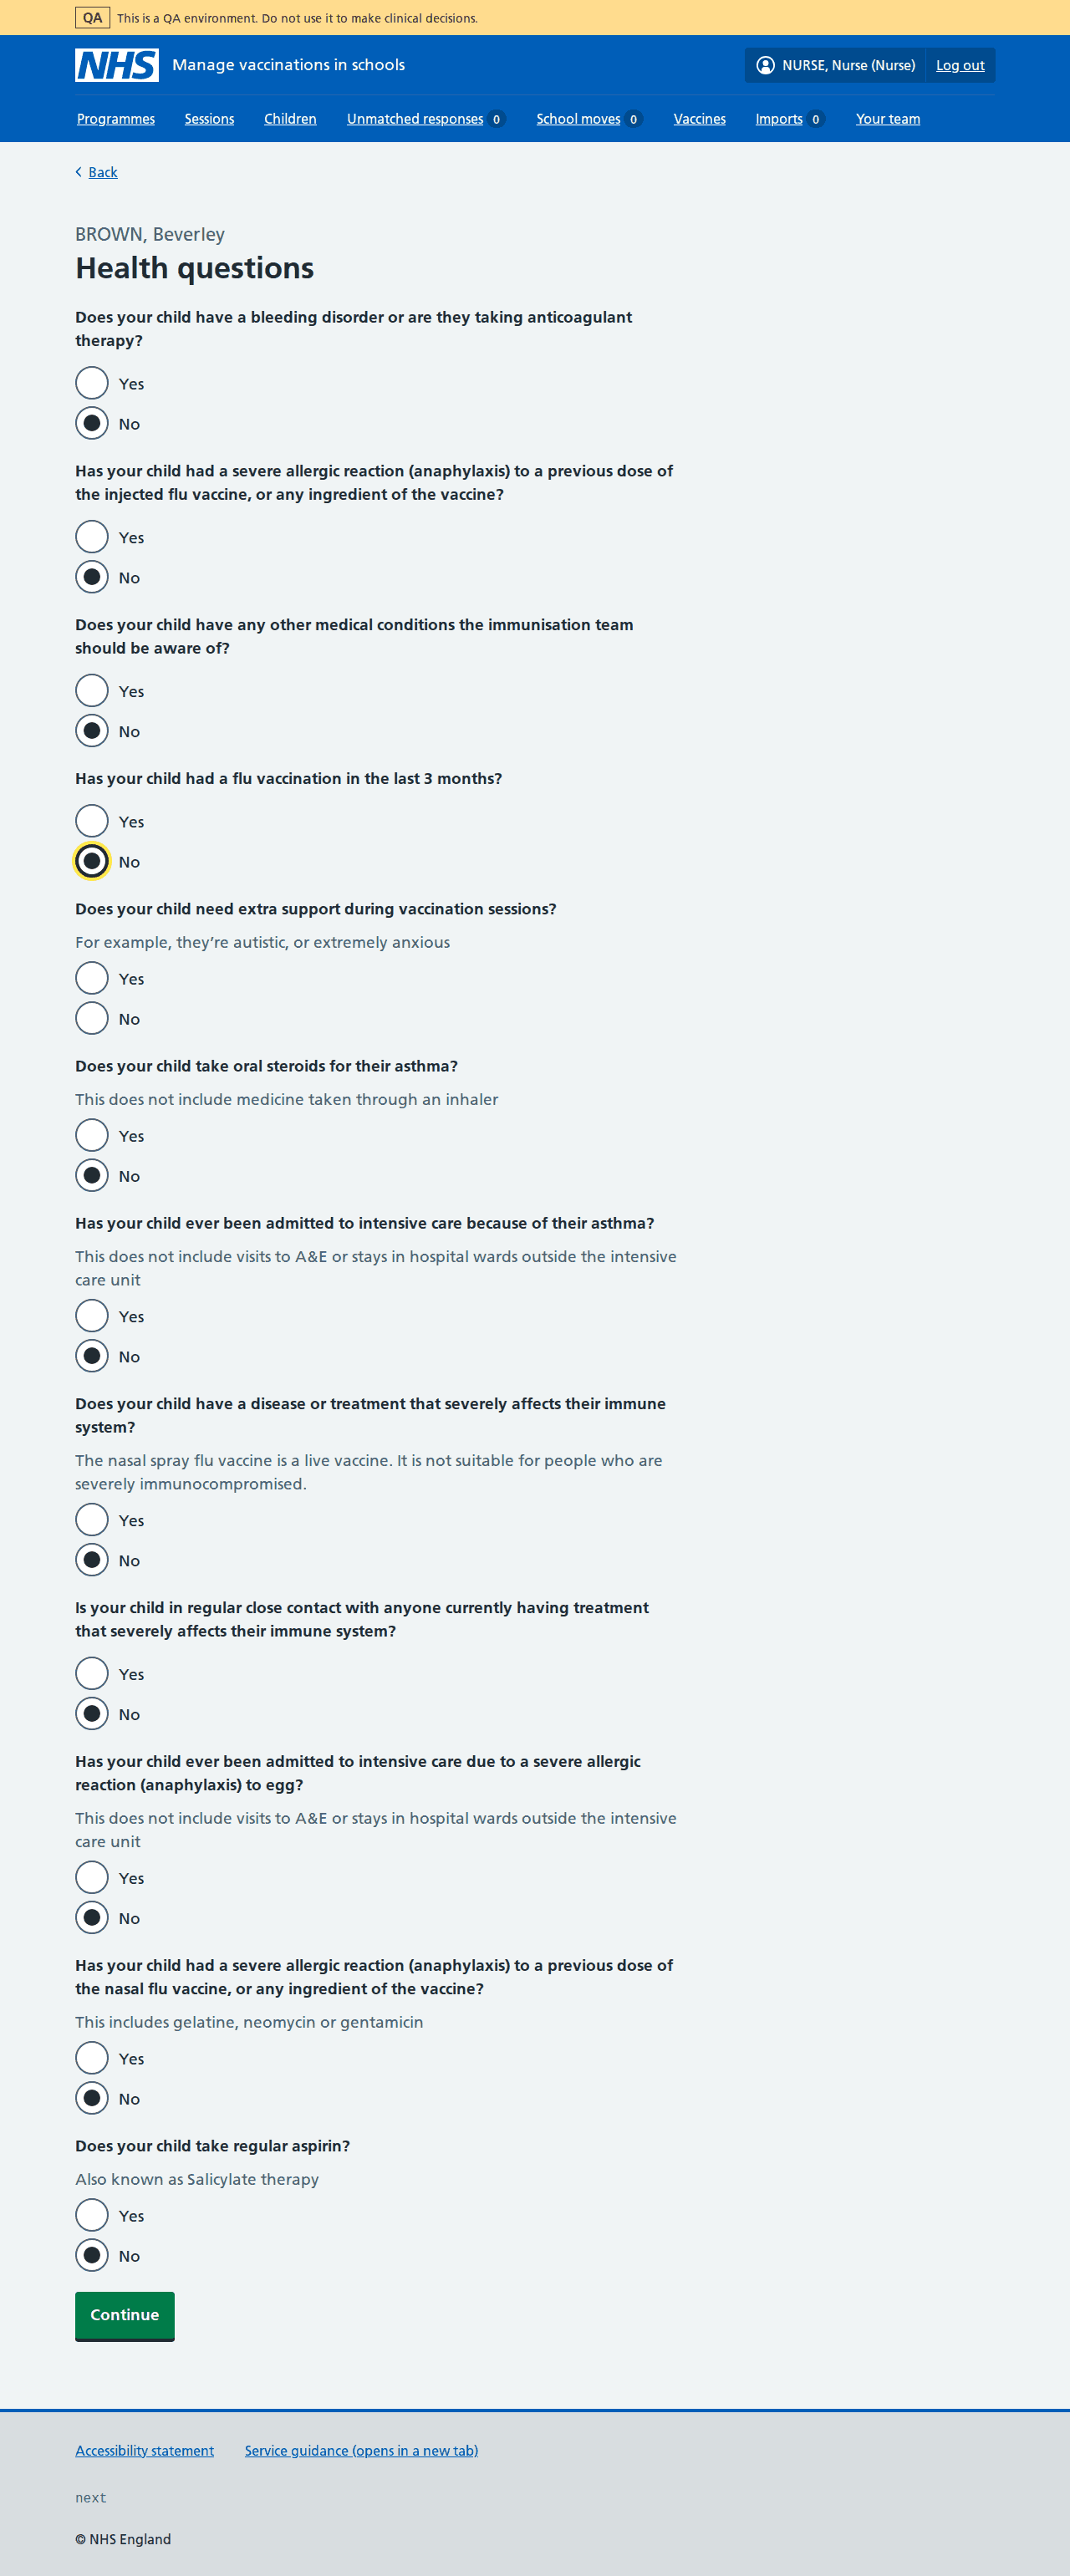 QA This is a QA environment. Do not use it to make clinical decisions.
NHS Manage vaccinations in schools NURSE, Nurse (Nurse) Log out
Programmes Sessions Children Unmatched responses 0 School moves 0 Vaccines Imports 0 Your team
Back
BROWN, Beverley
Health questions
Does your child have a bleeding disorder or are they taking anticoagulant
therapy?
Yes
No
Has your child had a severe allergic reaction (anaphylaxis) to a previous dose of
the injected flu vaccine, or any ingredient of the vaccine?
Yes
No
Does your child have any other medical conditions the immunisation team
should be aware of?
Yes
No
Has your child had a flu vaccination in the last 3 months?
Yes
No
Does your child need extra support during vaccination sessions?
For example, they’re autistic, or extremely anxious
Yes
No
Does your child take oral steroids for their asthma?
This does not include medicine taken through an inhaler
Yes
No
Has your child ever been admitted to intensive care because of their asthma?
This does not include visits to A&E or stays in hospital wards outside the intensive
care unit
Yes
No
Does your child have a disease or treatment that severely affects their immune
system?
The nasal spray flu vaccine is a live vaccine. It is not suitable for people who are
severely immunocompromised.
Yes
No
Is your child in regular close contact with anyone currently having treatment
that severely affects their immune system?
Yes
No
Has your child ever been admitted to intensive care due to a severe allergic
reaction (anaphylaxis) to egg?
This does not include visits to A&E or stays in hospital wards outside the intensive
care unit
Yes
No
Has your child had a severe allergic reaction (anaphylaxis) to a previous dose of
the nasal flu vaccine, or any ingredient of the vaccine?
This includes gelatine, neomycin or gentamicin
Yes
No
Does your child take regular aspirin?
Also known as Salicylate therapy
Yes
No
Continue
Accessibility statement Service guidance (opens in a new tab)
next
© NHS England